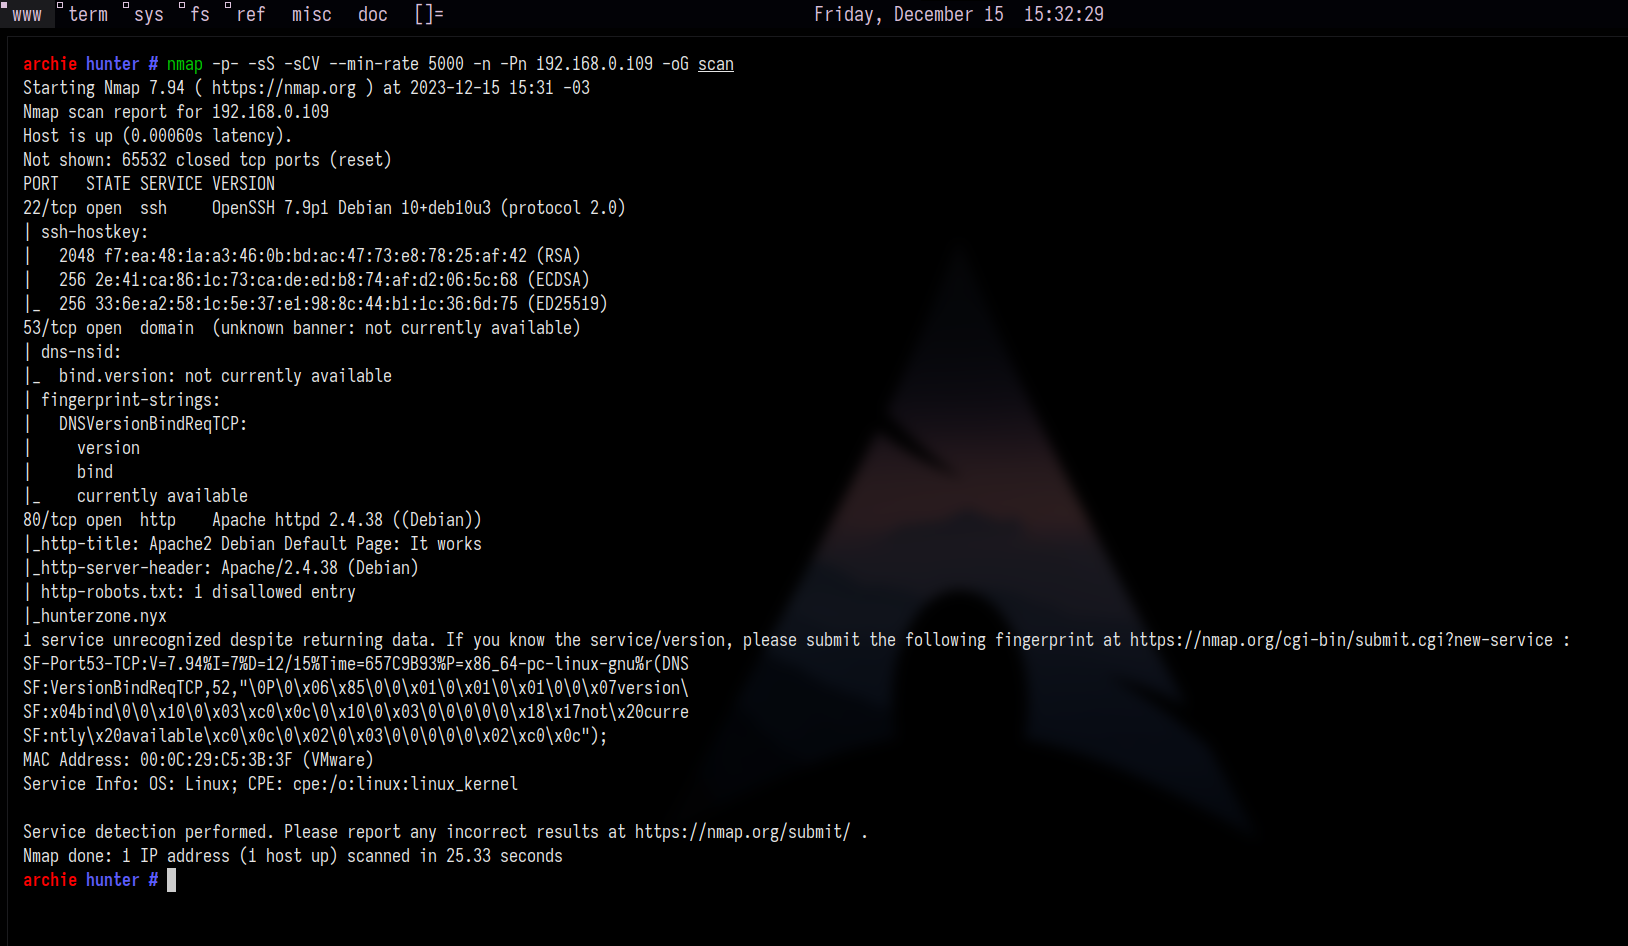 www term sys fs ref misc doc []= Friday, December 15 15:32:29
archie hunter # nmap -p- -sS -sCV --min-rate 5000 -n -Pn 192.168.0.109 -oG scan
Starting Nmap 7.94 ( https://nmap.org ) at 2023-12-15 15:31 -03
Nmap scan report for 192.168.0.109
Host is up (0.00060s latency).
Not shown: 65532 closed tcp ports (reset)
PORT   STATE SERVICE VERSION
22/tcp open  ssh     OpenSSH 7.9p1 Debian 10+deb10u3 (protocol 2.0)
| ssh-hostkey:
|   2048 f7:ea:48:1a:a3:46:0b:bd:ac:47:73:e8:78:25:af:42 (RSA)
|   256 2e:41:ca:86:1c:73:ca:de:ed:b8:74:af:d2:06:5c:68 (ECDSA)
|_  256 33:6e:a2:58:1c:5e:37:e1:98:8c:44:b1:1c:36:6d:75 (ED25519)
53/tcp open  domain  (unknown banner: not currently available)
| dns-nsid:
|_  bind.version: not currently available
| fingerprint-strings:
|   DNSVersionBindReqTCP:
|     version
|     bind
|_    currently available
80/tcp open  http    Apache httpd 2.4.38 ((Debian))
|_http-title: Apache2 Debian Default Page: It works
|_http-server-header: Apache/2.4.38 (Debian)
| http-robots.txt: 1 disallowed entry
|_hunterzone.nyx
1 service unrecognized despite returning data. If you know the service/version, please submit the following fingerprint at https://nmap.org/cgi-bin/submit.cgi?new-service :
SF-Port53-TCP:V=7.94%I=7%D=12/15%Time=657C9B93%P=x86_64-pc-linux-gnu%r(DNS
SF:VersionBindReqTCP,52,"\0P\0\x06\x85\0\0\x01\0\x01\0\x01\0\0\x07version\
SF:x04bind\0\0\x10\0\x03\xc0\x0c\0\x10\0\x03\0\0\0\0\0\x18\x17not\x20curre
SF:ntly\x20available\xc0\x0c\0\x02\0\x03\0\0\0\0\0\x02\xc0\x0c");
MAC Address: 00:0C:29:C5:3B:3F (VMware)
Service Info: OS: Linux; CPE: cpe:/o:linux:linux_kernel
Service detection performed. Please report any incorrect results at https://nmap.org/submit/ .
Nmap done: 1 IP address (1 host up) scanned in 25.33 seconds
archie hunter #